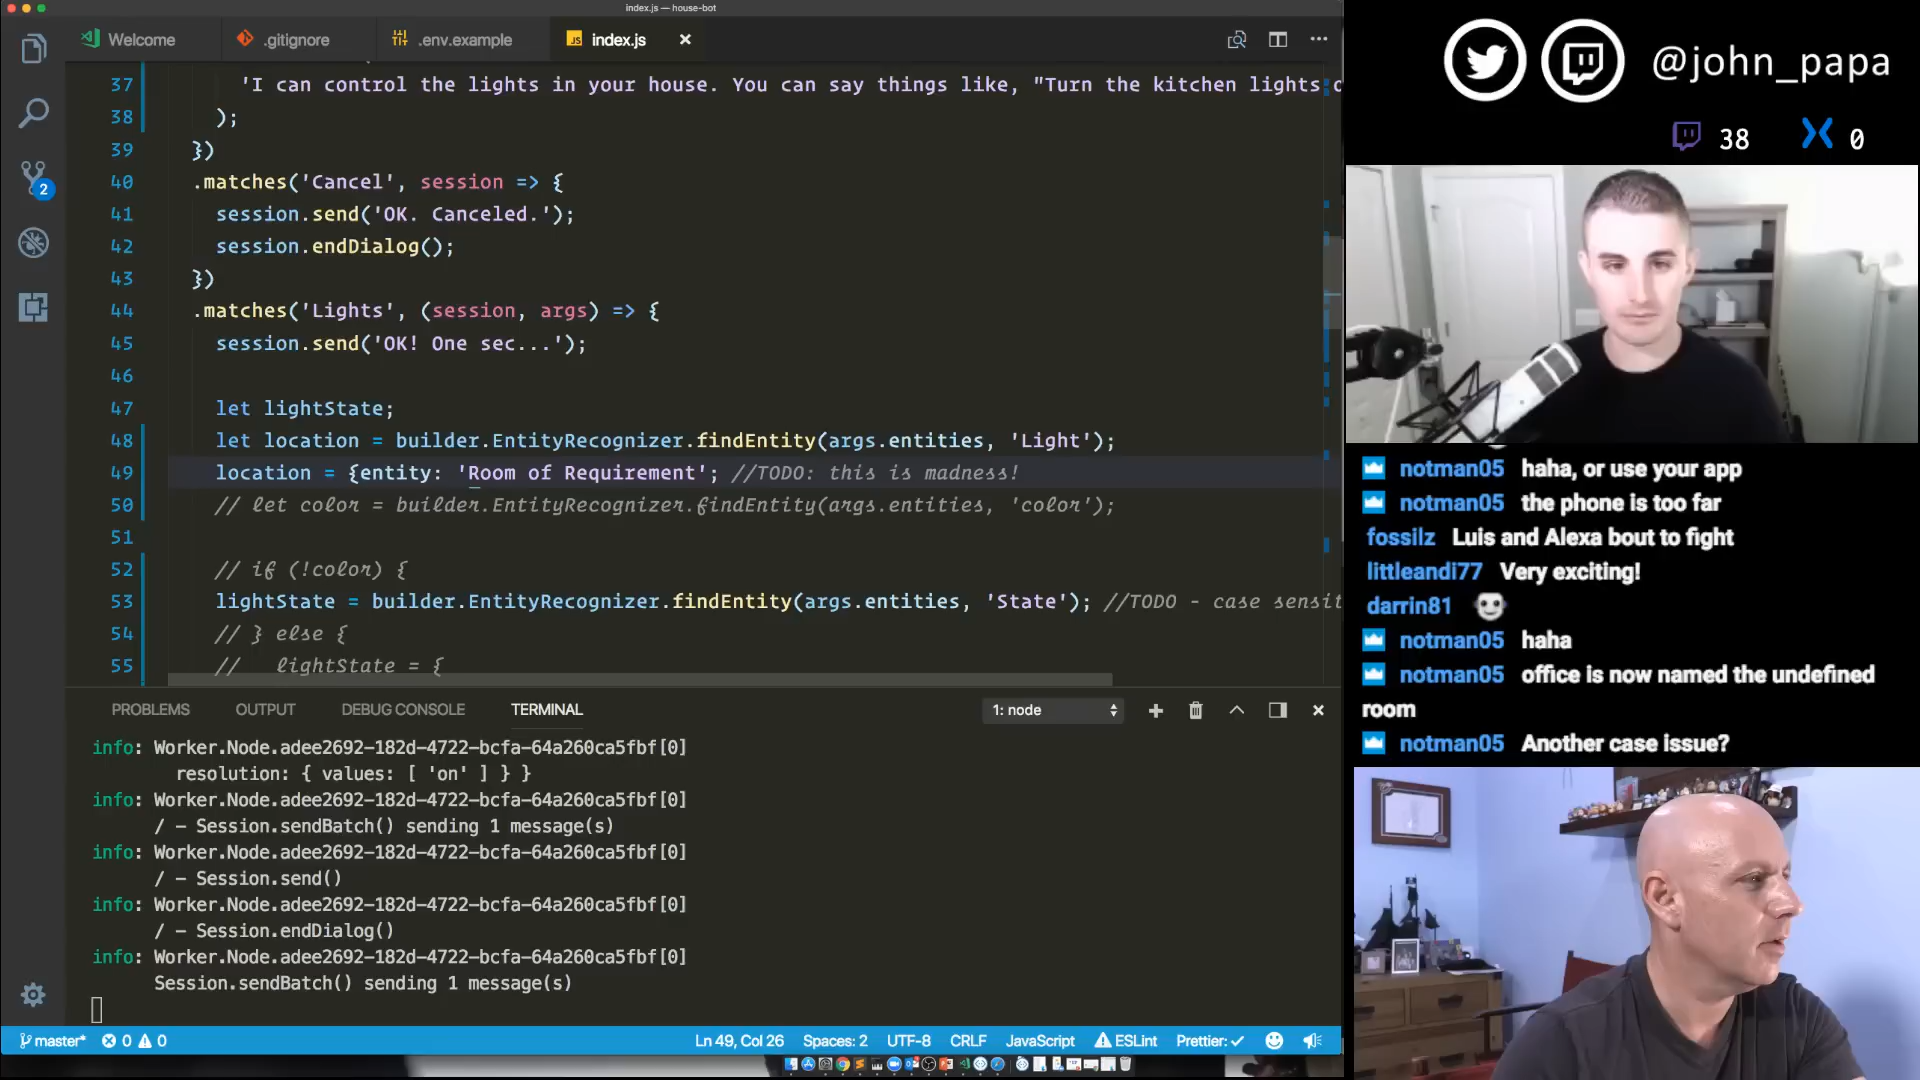 index.js — house-bot
Welcome
.gitignore
.env.example
index.js
37 'I can control the lights in your house. You can say things like, "Turn the kitchen lights o
38 );
39 })
40 .matches('Cancel', session => {
41 session.send('OK. Canceled.');
42 session.endDialog();
43 })
44 .matches('Lights', (session, args) => {
45 session.send('OK! One sec...');
46
47 let lightState;
48 let location = builder.EntityRecognizer.findEntity(args.entities, 'Light');
49 location = {entity: 'Room of Requirement'; //TODO: this is madness!
50 // let color = builder.EntityRecognizer.findEntity(args.entities, 'color');
51
52 // if (!color) {
53 lightState = builder.EntityRecognizer.findEntity(args.entities, 'State'); //TODO - case sensit
54 // } else {
55 // lightState = {
2
PROBLEMS
OUTPUT
DEBUG CONSOLE
TERMINAL
1: node
info: Worker.Node.adee2692-182d-4722-bcfa-64a260ca5fbf[0]
resolution: { values: [ 'on' ] } }
info: Worker.Node.adee2692-182d-4722-bcfa-64a260ca5fbf[0]
/ – Session.sendBatch() sending 1 message(s)
info: Worker.Node.adee2692-182d-4722-bcfa-64a260ca5fbf[0]
/ – Session.send()
info: Worker.Node.adee2692-182d-4722-bcfa-64a260ca5fbf[0]
/ – Session.endDialog()
info: Worker.Node.adee2692-182d-4722-bcfa-64a260ca5fbf[0]
Session.sendBatch() sending 1 message(s)
master* 0 0 Ln 49, Col 26 Spaces: 2 UTF-8 CRLF JavaScript ESLint Prettier: ✓
@john_papa
38 0
notman05 haha, or use your app
notman05 the phone is too far
fossilz Luis and Alexa bout to fight
littleandi77 Very exciting!
darrin81
notman05 haha
notman05 office is now named the undefined
room
notman05 Another case issue?